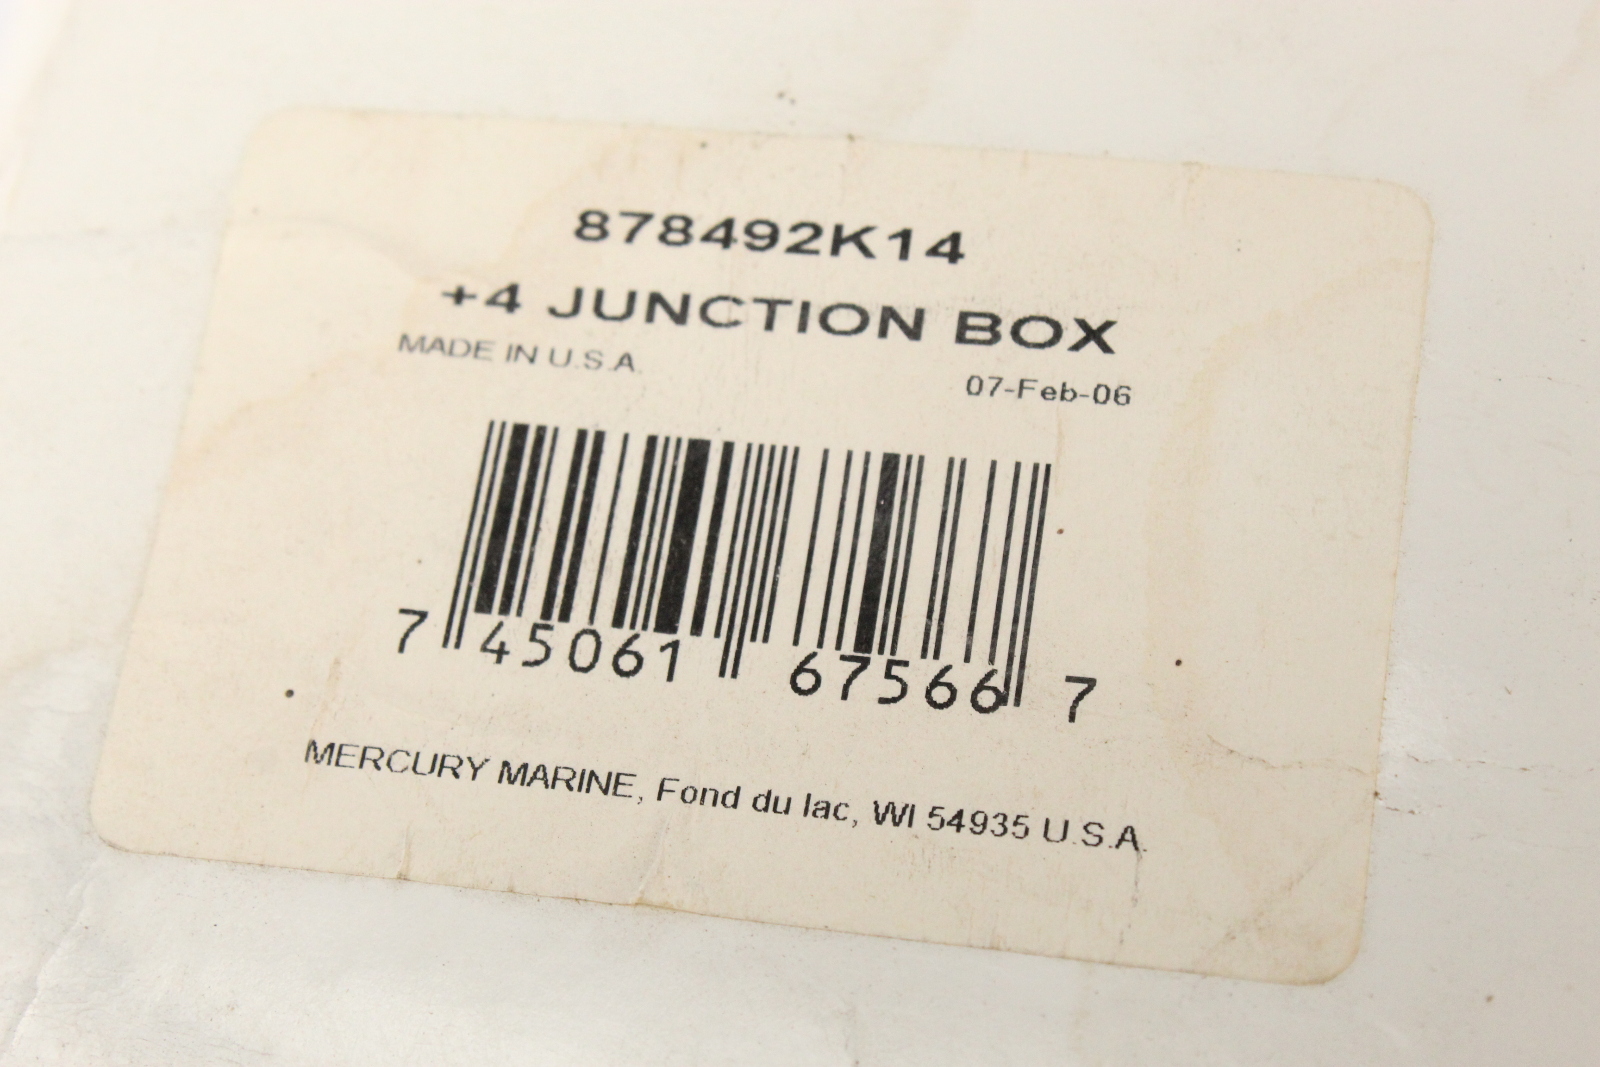 878492K14
+4 JUNCTION BOX
MADE IN U.S.A.
07-Feb-06
7 45061 67566 7
MERCURY MARINE, Fond du lac, WI 54935 U.S.A.